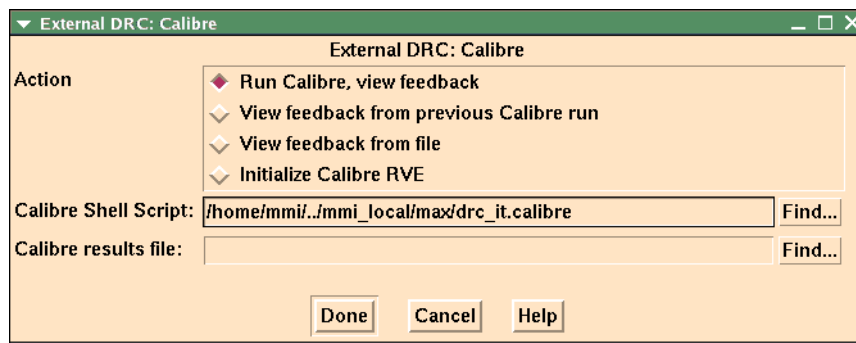 External DRC: Calibre
External DRC: Calibre
Action
Run Calibre, view feedback
View feedback from previous Calibre run
View feedback from file
Initialize Calibre RVE
Calibre Shell Script: /home/mmi/../mmi_local/max/drc_it.calibre Find...
Calibre results file: Find...
Done Cancel Help